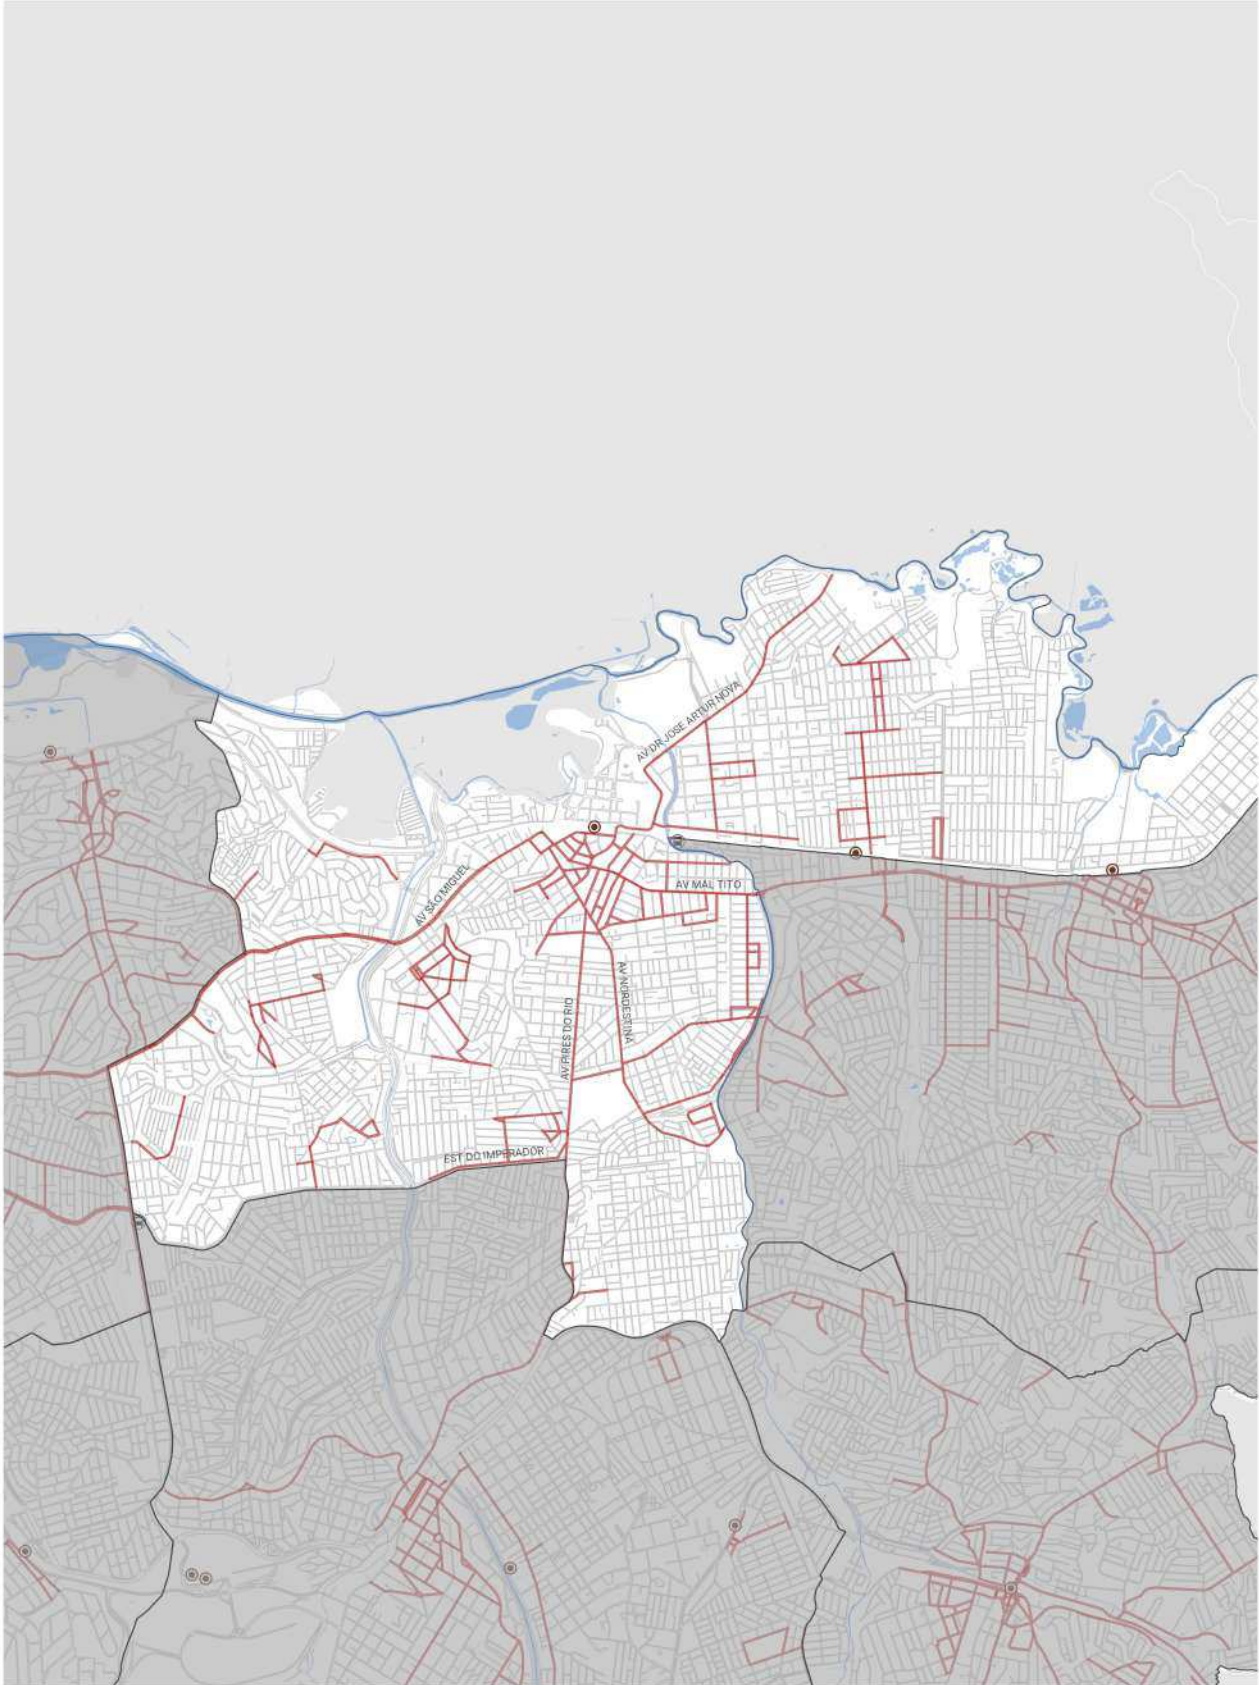 AV DR JOSE ARTUR NOVA
AV SÃO MIGUEL
AV MAL TITO
AV NORDESTINA
AV PIRES DO RIO
EST DO IMPERADOR